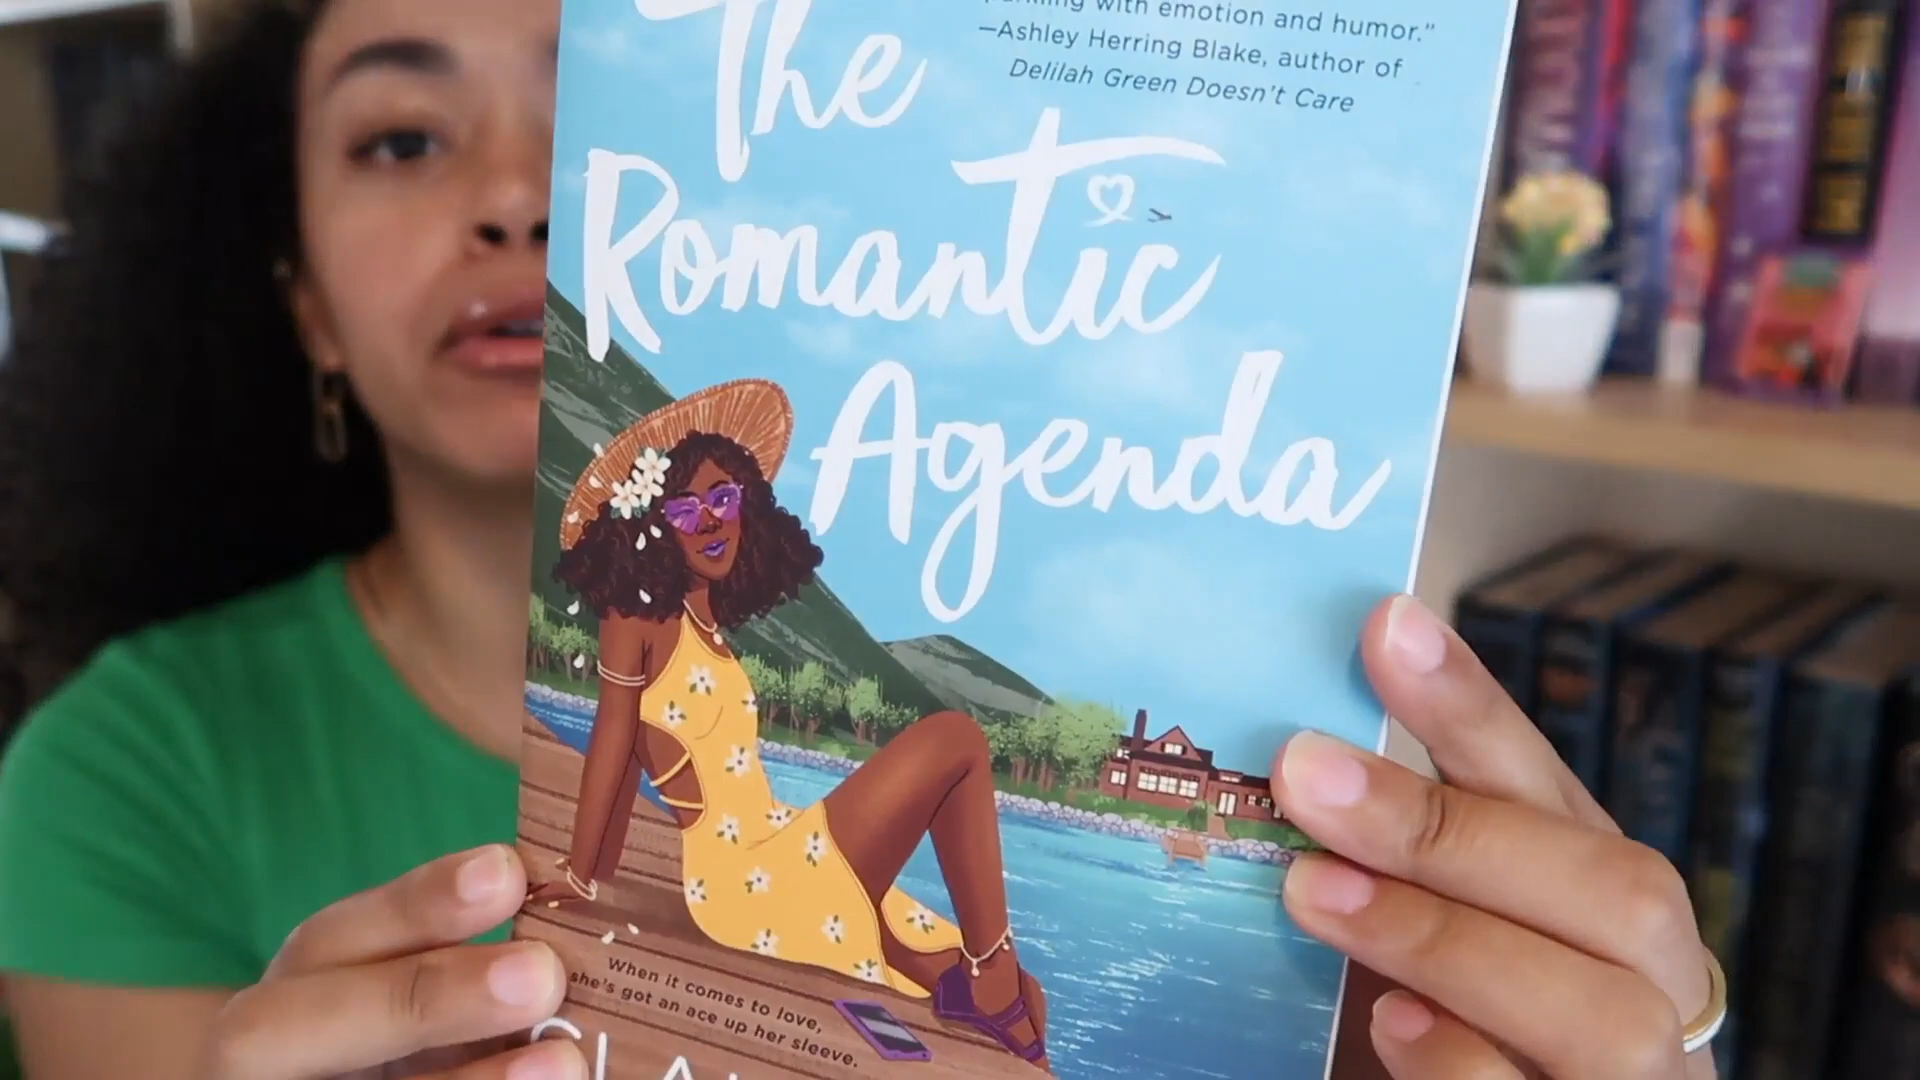 The
with emotion and humor.”
—Ashley Herring Blake, author of
Delilah Green Doesn't Care
Romantic
Agenda
When it comes to love,
she's got an ace up her sleeve.